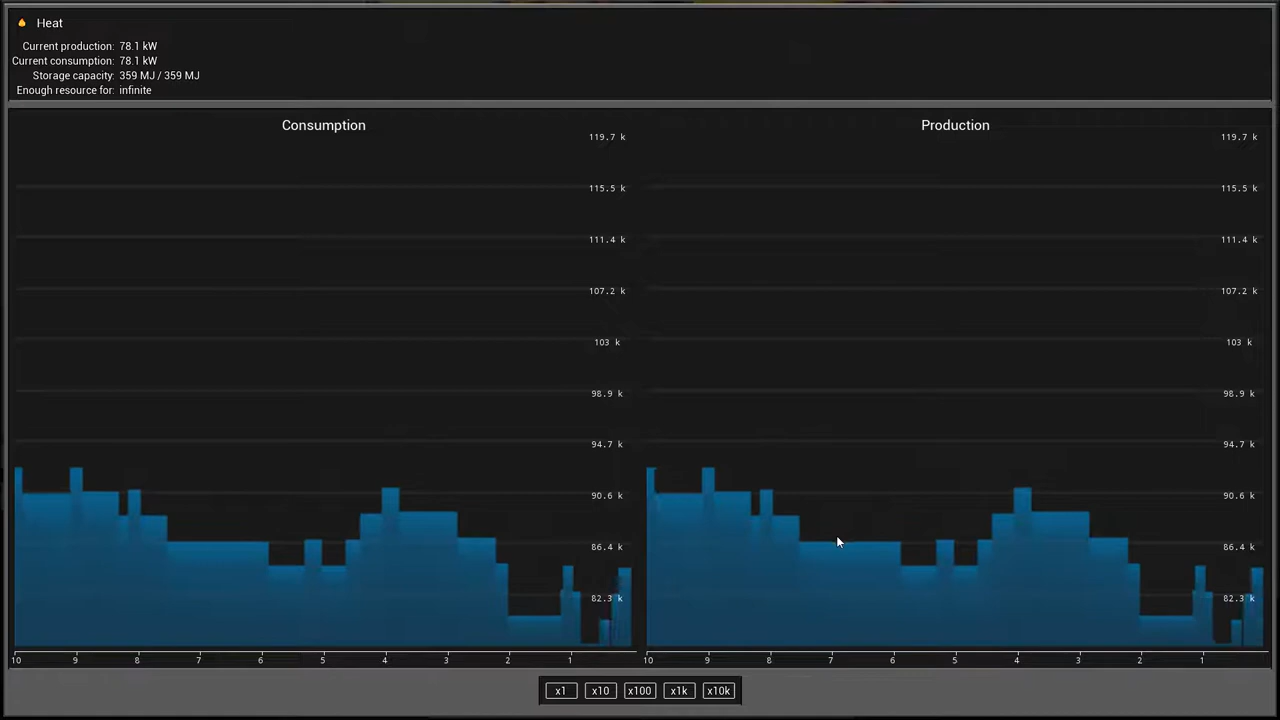 Heat
Current production: 78.1 kW
Current consumption: 78.1 kW
Storage capacity: 359 MJ / 359 MJ
Enough resource for: infinite
Consumption
119.7 k
115.5 k
111.4 k
107.2 k
103 k
98.9 k
94.7 k
90.6 k
86.4 k
82.3 k
10 9 8 7 6 5 4 3 2 1
Production
119.7 k
115.5 k
111.4 k
107.2 k
103 k
98.9 k
94.7 k
90.6 k
86.4 k
82.3 k
10 9 8 7 6 5 4 3 2 1
x1 x10 x100 x1k x10k